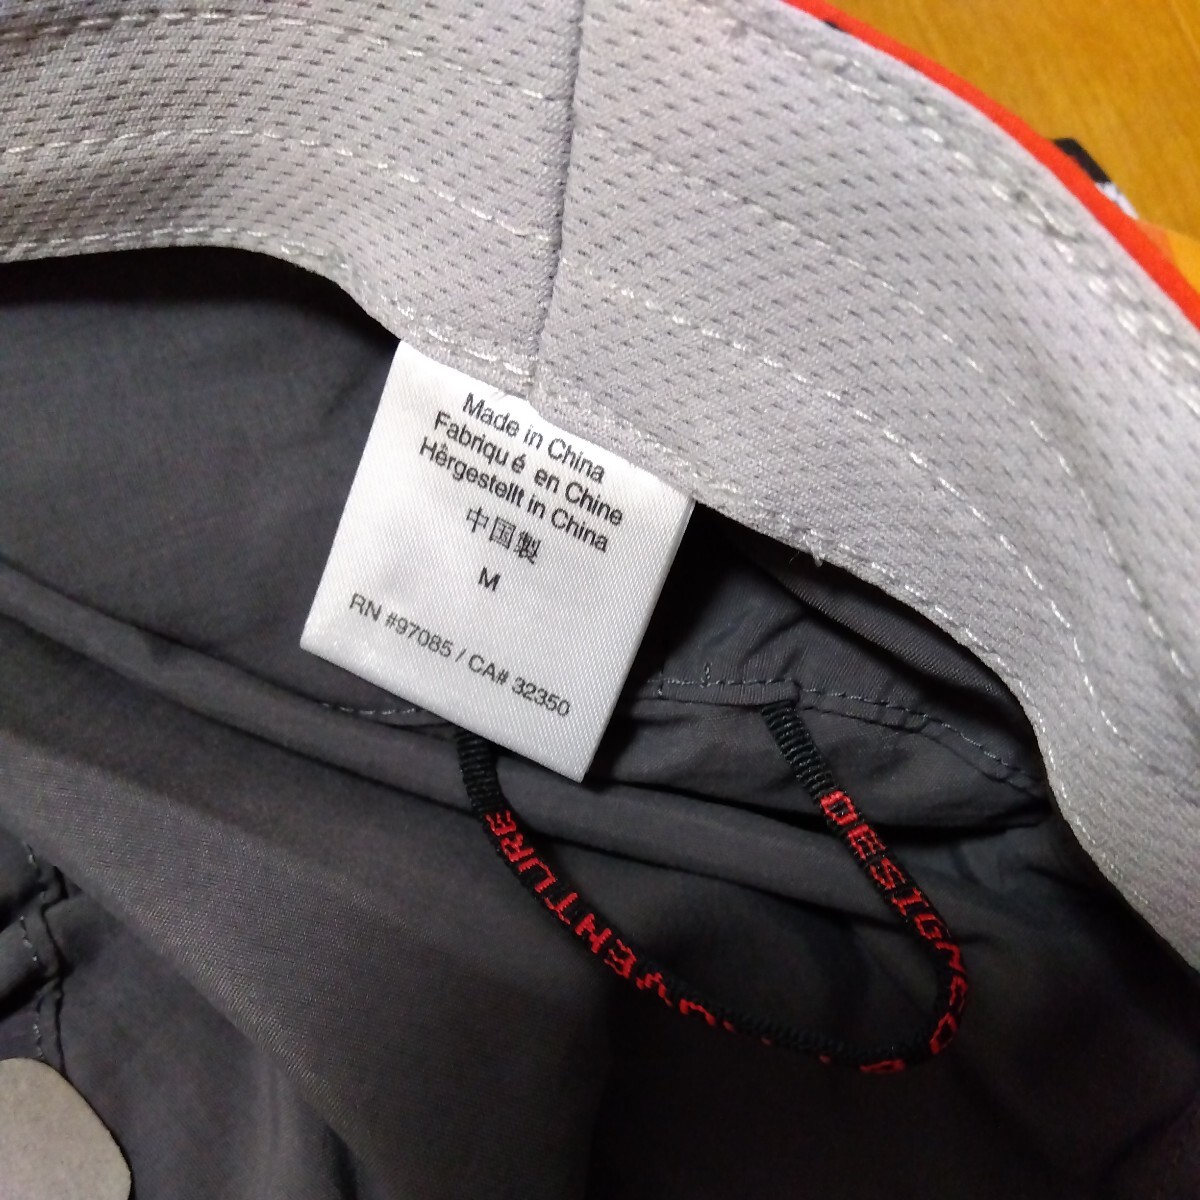 Made in China
Fabriqu é en Chine
Hergestellt in China
中国製
M
RN #97085 / CA# 32350
DESIGNED
VENTURE